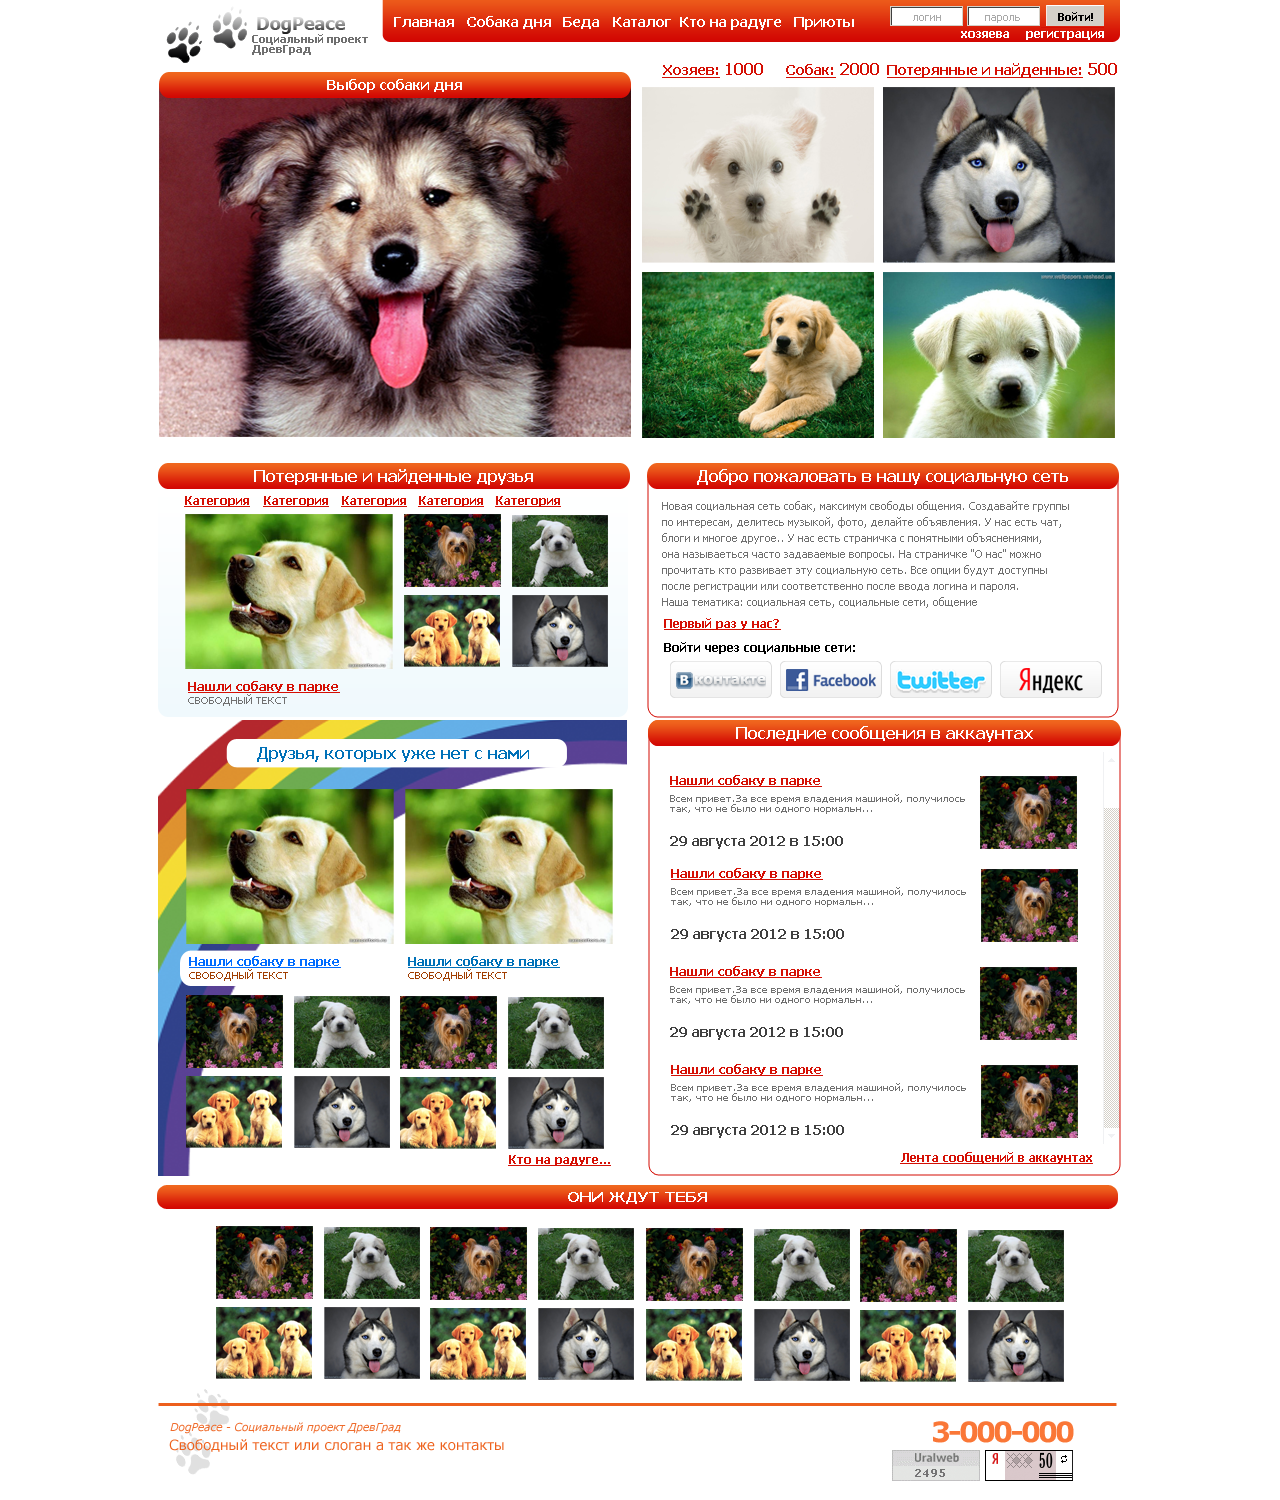 DogPeace
Социальный проект
ДревГрад
Главная Собака дня Беда Каталог Кто на радуге Приюты
логин пароль Войти!
хозяева регистрация
Хозяев: 1000 Собак: 2000 Потерянные и найденные: 500
Выбор собаки дня
www.wallpapers.vesthead.ua
Потерянные и найденные друзья
Категория Категория Категория Категория Категория
Нашли собаку в парке
СВОБОДНЫЙ ТЕКСТ
Добро пожаловать в нашу социальную сеть
Новая социальная сеть собак, максимум свободы общения. Создавайте группы
по интересам, делитесь музыкой, фото, делайте объявления. У нас есть чат,
блоги и многое другое.. У нас есть страничка с понятными объяснениями,
она называеться часто задаваемые вопросы. На страничке "О нас" можно
прочитать кто развивает эту социальную сеть. Все опции будут доступны
после регистрации или соответственно после ввода логина и пароля.
Наша тематика: социальная сеть, социальные сети, общение
Первый раз у нас?
Войти через социальные сети:
В контакте Facebook twitter Яндекс
Друзья, которых уже нет с нами
Нашли собаку в парке Нашли собаку в парке
СВОБОДНЫЙ ТЕКСТ СВОБОДНЫЙ ТЕКСТ
Кто на радуге...
Последние сообщения в аккаунтах
Нашли собаку в парке
Всем привет.За все время владения машиной, получилось
так, что не было ни одного нормальн...
29 августа 2012 в 15:00
Нашли собаку в парке
Всем привет.За все время владения машиной, получилось
так, что не было ни одного нормальн...
29 августа 2012 в 15:00
Нашли собаку в парке
Всем привет.За все время владения машиной, получилось
так, что не было ни одного нормальн...
29 августа 2012 в 15:00
Нашли собаку в парке
Всем привет.За все время владения машиной, получилось
так, что не было ни одного нормальн...
29 августа 2012 в 15:00
Лента сообщений в аккаунтах
ОНИ ЖДУТ ТЕБЯ
DogPeace - Социальный проект ДревГрад
Свободный текст или слоган а так же контакты
3-000-000
Uralweb
2495
Я 50